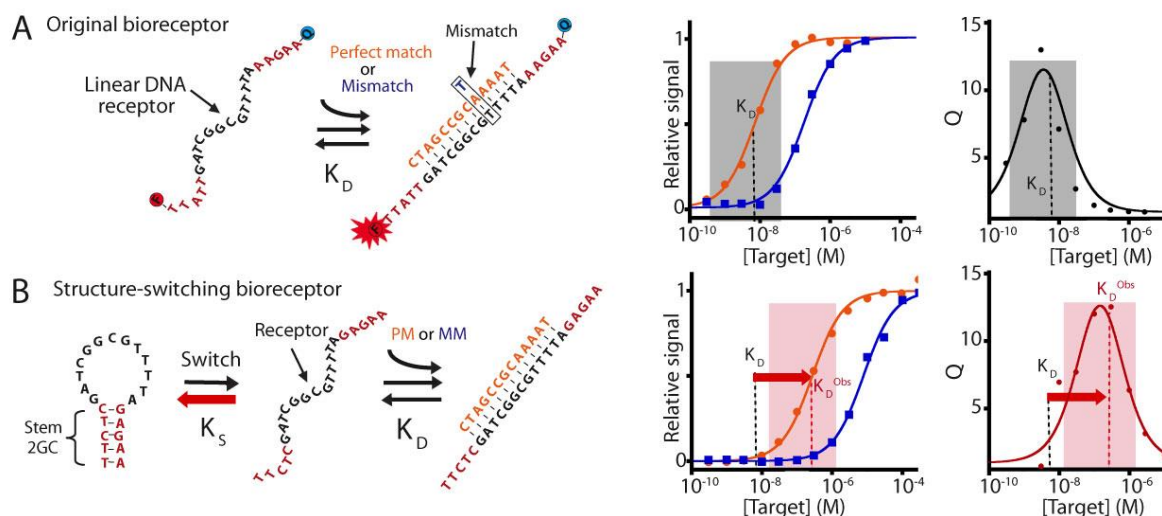 A Original bioreceptor
Linear DNA
receptor
F
TTATTGATCGGCGTTTTAAAGAA
Q
Perfect match
or
Mismatch
K_D
Mismatch
T
CTAGCCGCAAAAT
F
TTATTGATCGGCGTTTTAAAGAA
Q
Relative signal
1
0
K_D
10⁻¹⁰ 10⁻⁸ 10⁻⁶ 10⁻⁴
[Target] (M)
Q
15
10
5
K_D
10⁻¹⁰ 10⁻⁸ 10⁻⁶
[Target] (M)
B Structure-switching bioreceptor
GATCGGCGTTTTA
Stem
2GC
C-G
T-A
C-G
T-A
T-A
Switch
K_S
Receptor
TTCTCGATCGGCGTTTTAGAGAA
PM or MM
K_D
CTAGCCGCAAAAT
TTCTCGATCGGCGTTTTAGAGAA
Relative signal
1
0
K_D
K_D^Obs
10⁻¹⁰ 10⁻⁸ 10⁻⁶ 10⁻⁴
[Target] (M)
Q
15
10
5
K_D^Obs
K_D
10⁻¹⁰ 10⁻⁸ 10⁻⁶
[Target] (M)